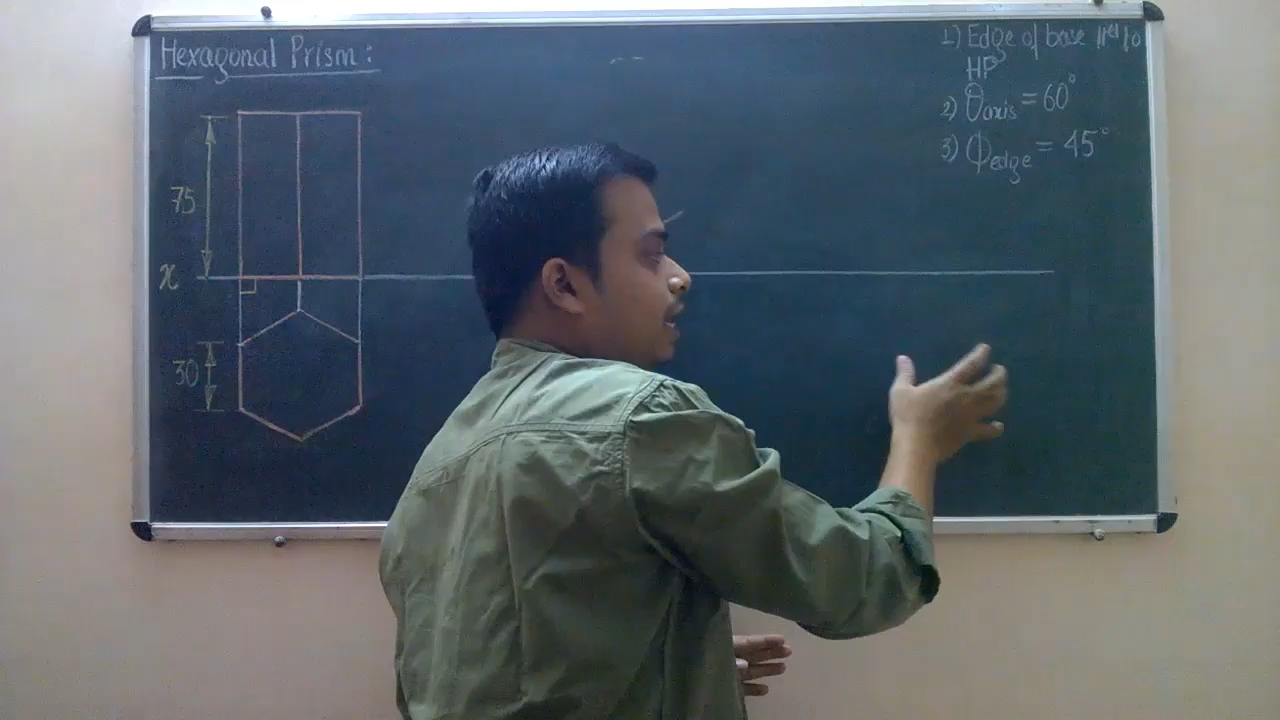 Hexagonal Prism:
1) Edge of base ||el to
HP
2) θaxis = 60°
3) ϕedge = 45°
75
x
30